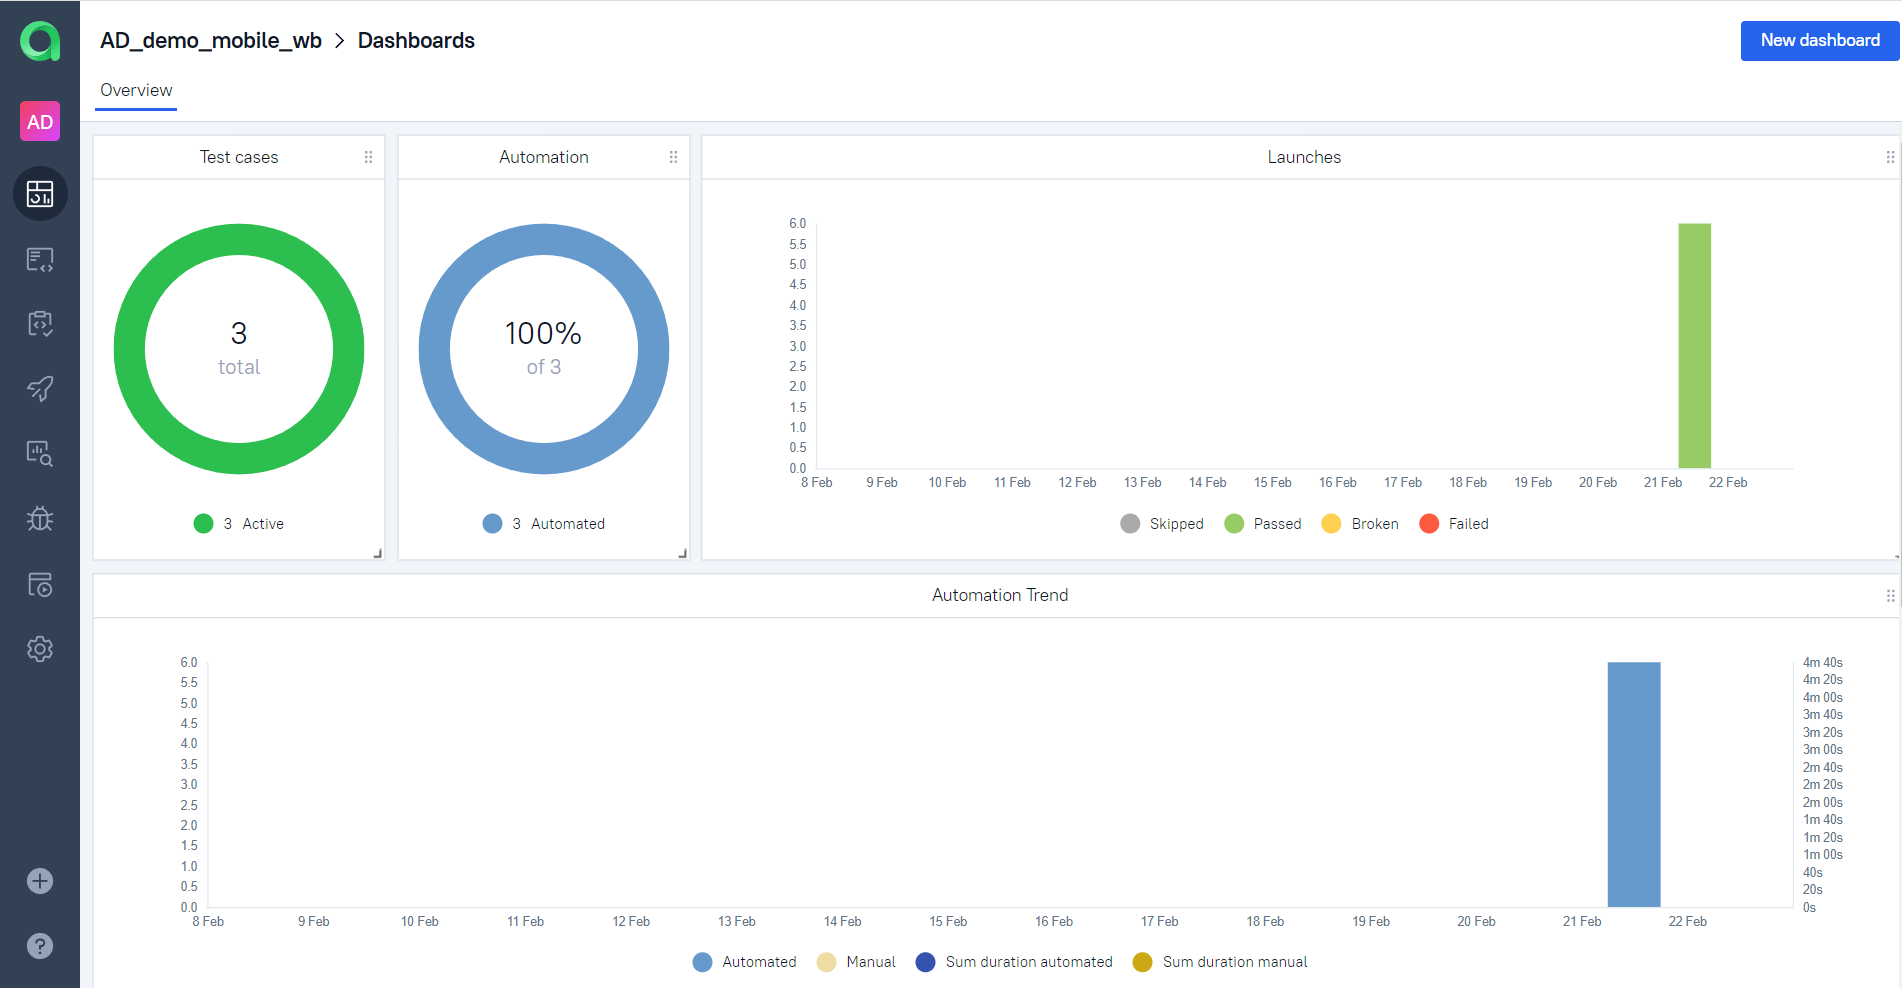 AD_demo_mobile_wb > Dashboards
New dashboard
Overview
AD
Test cases
3
total
3 Active
Automation
100%
of 3
3 Automated
Launches
6.0
5.5
5.0
4.5
4.0
3.5
3.0
2.5
2.0
1.5
1.0
0.5
0.0
8 Feb 9 Feb 10 Feb 11 Feb 12 Feb 13 Feb 14 Feb 15 Feb 16 Feb 17 Feb 18 Feb 19 Feb 20 Feb 21 Feb 22 Feb
Skipped Passed Broken Failed
Automation Trend
6.0
5.5
5.0
4.5
4.0
3.5
3.0
2.5
2.0
1.5
1.0
0.5
0.0
4m 40s
4m 20s
4m 00s
3m 40s
3m 20s
3m 00s
2m 40s
2m 20s
2m 00s
1m 40s
1m 20s
1m 00s
40s
20s
0s
8 Feb 9 Feb 10 Feb 11 Feb 12 Feb 13 Feb 14 Feb 15 Feb 16 Feb 17 Feb 18 Feb 19 Feb 20 Feb 21 Feb 22 Feb
Automated Manual Sum duration automated Sum duration manual